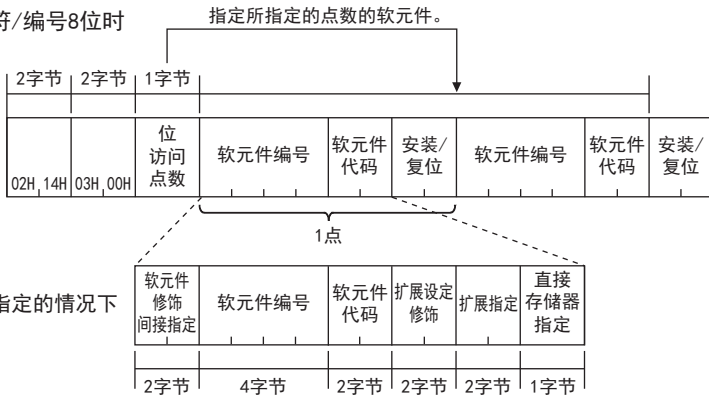 符/编号8位时
指定所指定的点数的软元件。
2字节 2字节 1字节
02H 14H 03H 00H
位
访问
点数
软元件编号
软元件
代码
安装/
复位
软元件编号
软元件
代码
安装/
复位
1点
指定的情况下
软元件
修饰
间接指定
软元件编号
软元件
代码
扩展设定
修饰
扩展指定
直接
存储器
指定
2字节 4字节 2字节 2字节 2字节 1字节